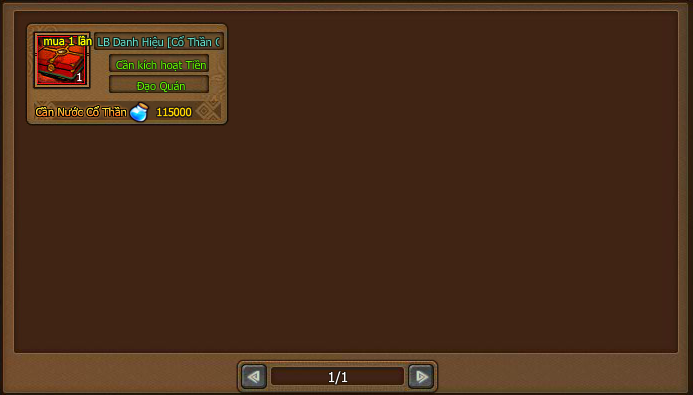 mua 1 lần
LB Danh Hiệu [Cổ Thần
1
Cần kích hoạt Tiên
Đạo Quán
Cần Nước Cổ Thần 115000
1/1